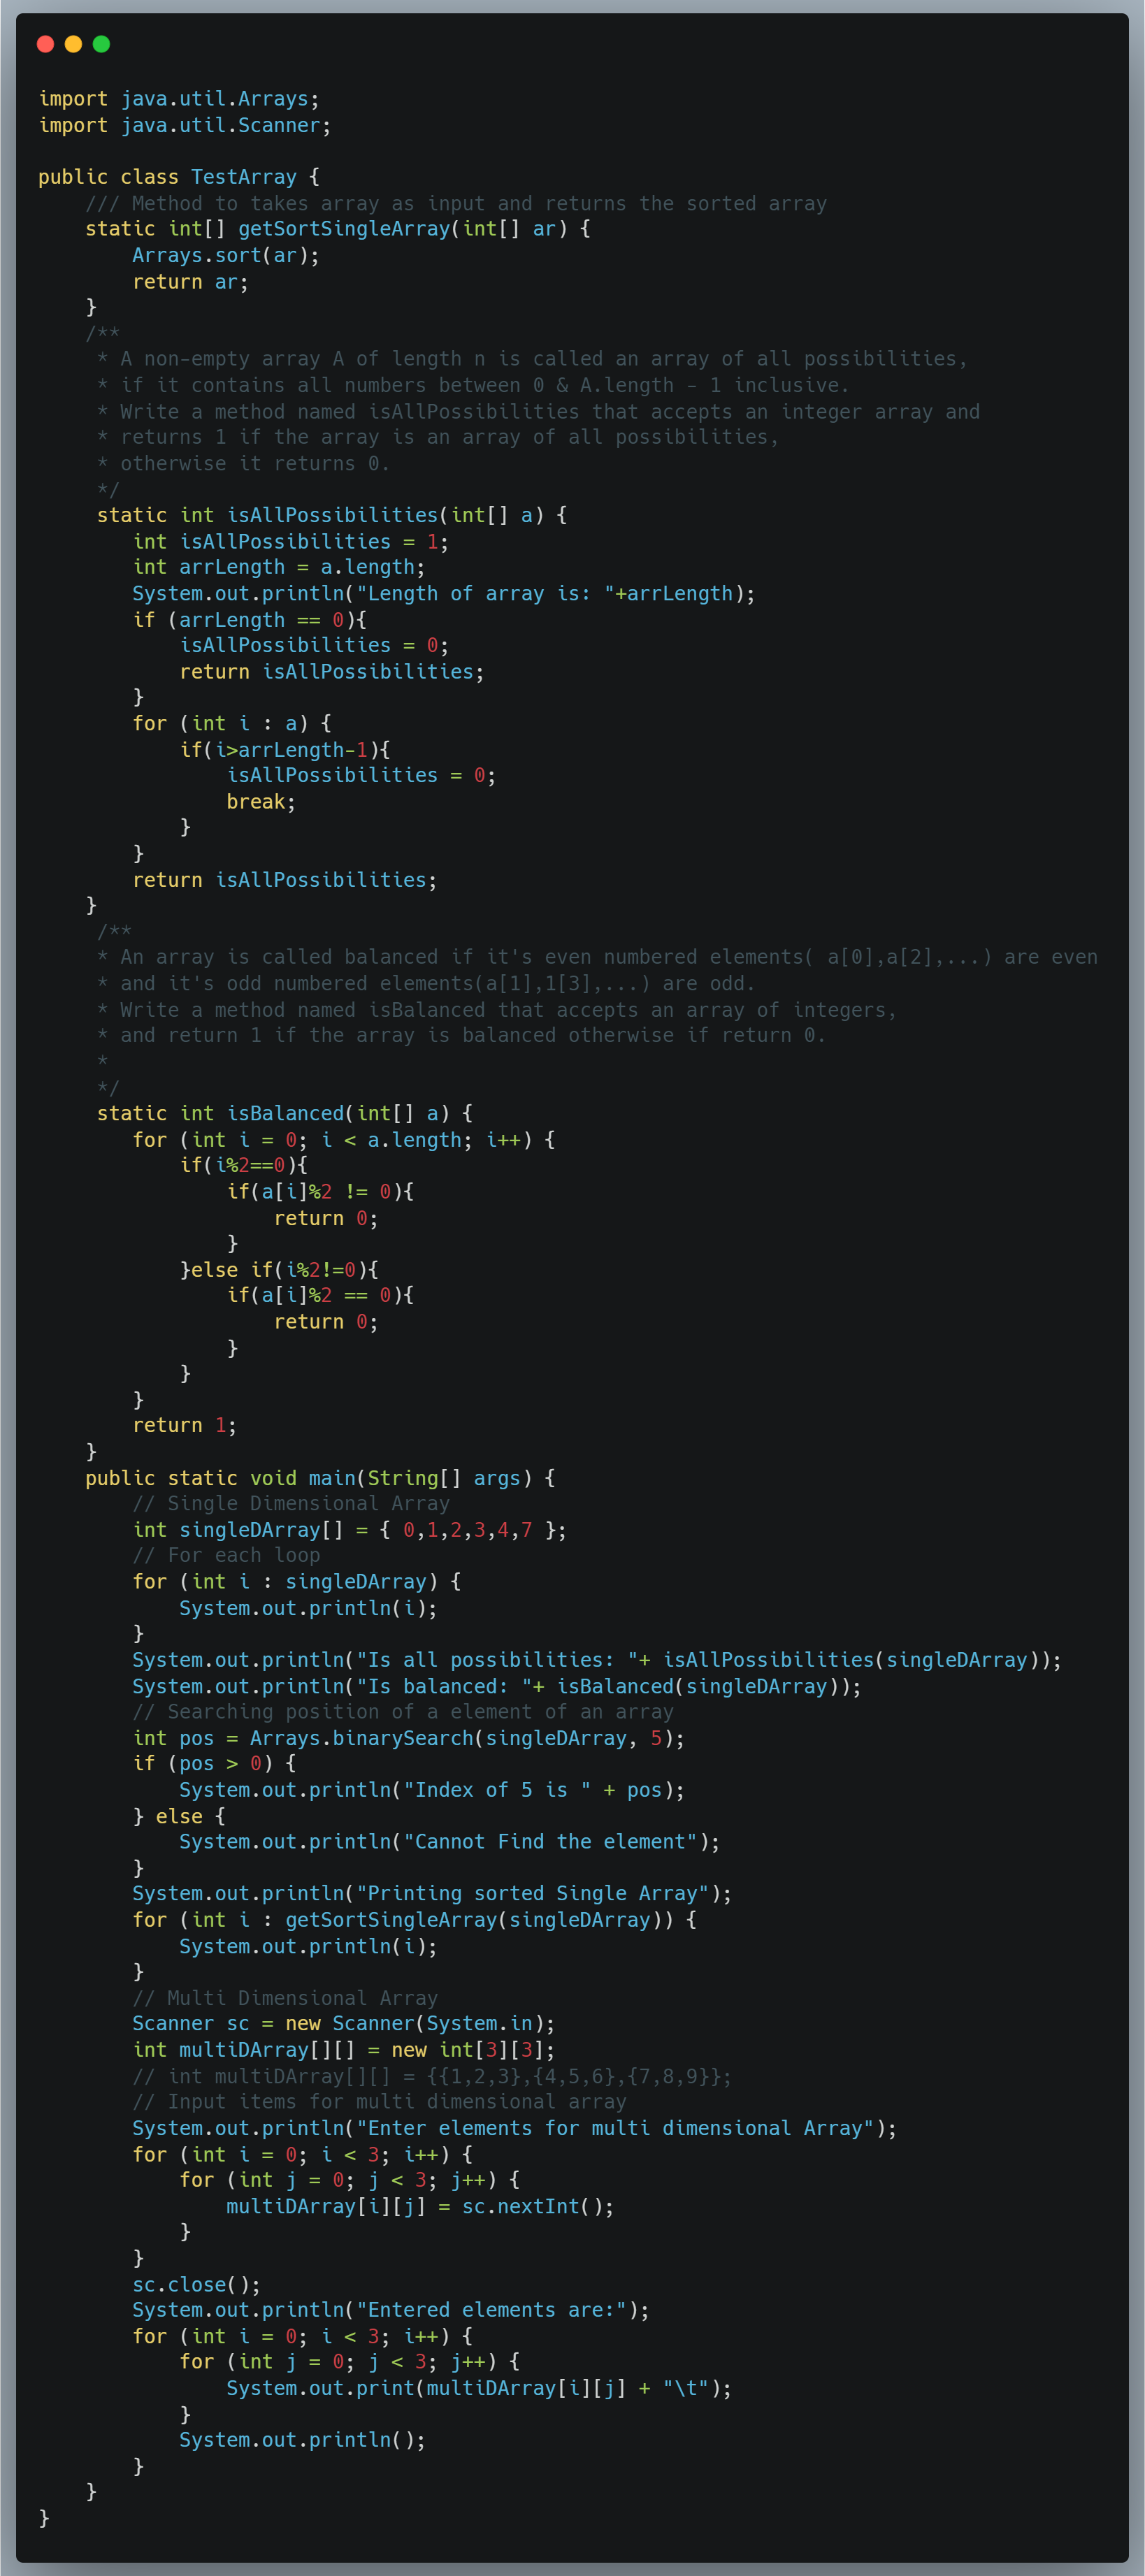 import java.util.Arrays;
import java.util.Scanner;

public class TestArray {
    /// Method to takes array as input and returns the sorted array
    static int[] getSortSingleArray(int[] ar) {
        Arrays.sort(ar);
        return ar;
    }
    /**
     * A non-empty array A of length n is called an array of all possibilities,
     * if it contains all numbers between 0 & A.length - 1 inclusive.
     * Write a method named isAllPossibilities that accepts an integer array and
     * returns 1 if the array is an array of all possibilities,
     * otherwise it returns 0.
     */
     static int isAllPossibilities(int[] a) {
        int isAllPossibilities = 1;
        int arrLength = a.length;
        System.out.println("Length of array is: "+arrLength);
        if (arrLength == 0){
            isAllPossibilities = 0;
            return isAllPossibilities;
        }
        for (int i : a) {
            if(i>arrLength-1){
                isAllPossibilities = 0;
                break;
            }
        }
        return isAllPossibilities;
    }
     /**
     * An array is called balanced if it's even numbered elements( a[0],a[2],...) are even
     * and it's odd numbered elements(a[1],1[3],...) are odd.
     * Write a method named isBalanced that accepts an array of integers,
     * and return 1 if the array is balanced otherwise if return 0.
     *
     */
     static int isBalanced(int[] a) {
        for (int i = 0; i < a.length; i++) {
            if(i%2==0){
                if(a[i]%2 != 0){
                    return 0;
                }
            }else if(i%2!=0){
                if(a[i]%2 == 0){
                    return 0;
                }
            }
        }
        return 1;
    }
    public static void main(String[] args) {
        // Single Dimensional Array
        int singleDArray[] = { 0,1,2,3,4,7 };
        // For each loop
        for (int i : singleDArray) {
            System.out.println(i);
        }
        System.out.println("Is all possibilities: "+ isAllPossibilities(singleDArray));
        System.out.println("Is balanced: "+ isBalanced(singleDArray));
        // Searching position of a element of an array
        int pos = Arrays.binarySearch(singleDArray, 5);
        if (pos > 0) {
            System.out.println("Index of 5 is " + pos);
        } else {
            System.out.println("Cannot Find the element");
        }
        System.out.println("Printing sorted Single Array");
        for (int i : getSortSingleArray(singleDArray)) {
            System.out.println(i);
        }
        // Multi Dimensional Array
        Scanner sc = new Scanner(System.in);
        int multiDArray[][] = new int[3][3];
        // int multiDArray[][] = {{1,2,3},{4,5,6},{7,8,9}};
        // Input items for multi dimensional array
        System.out.println("Enter elements for multi dimensional Array");
        for (int i = 0; i < 3; i++) {
            for (int j = 0; j < 3; j++) {
                multiDArray[i][j] = sc.nextInt();
            }
        }
        sc.close();
        System.out.println("Entered elements are:");
        for (int i = 0; i < 3; i++) {
            for (int j = 0; j < 3; j++) {
                System.out.print(multiDArray[i][j] + "\t");
            }
            System.out.println();
        }
    }
}